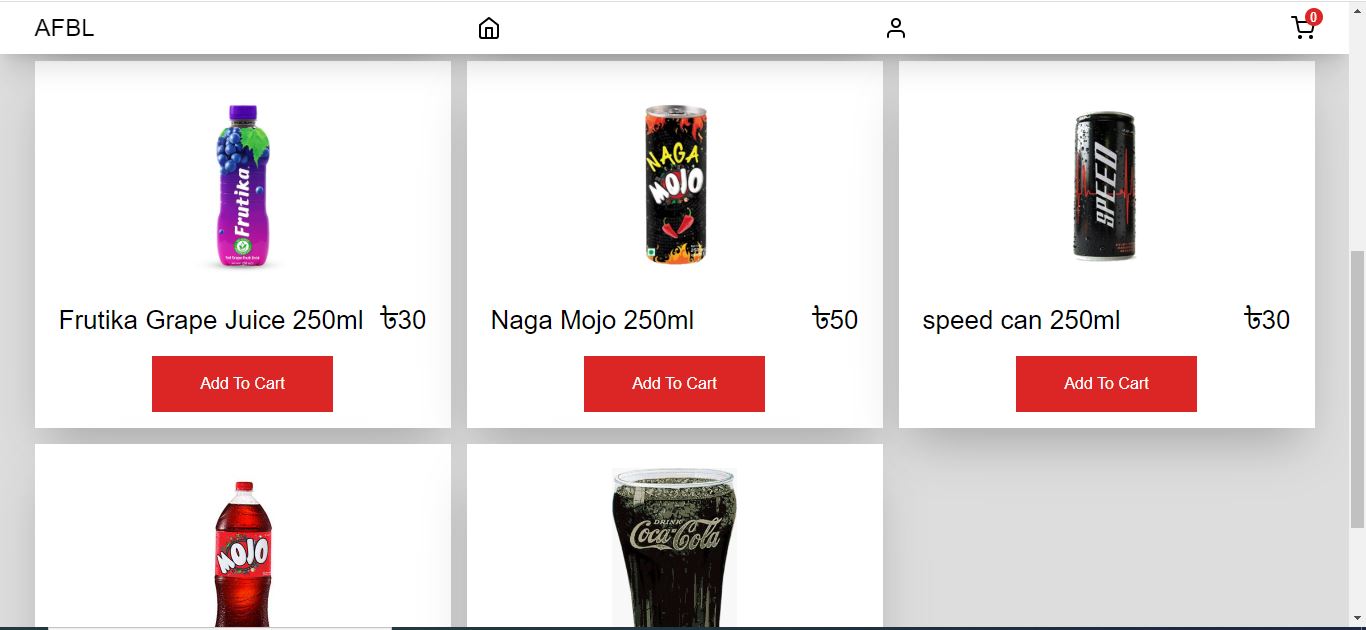 AFBL
0
Frutika
NAGA
MOJO
SPEED
Frutika Grape Juice 250ml ৳30
Naga Mojo 250ml ৳50
speed can 250ml ৳30
Add To Cart
Add To Cart
Add To Cart
MOJO
DRINK
Coca-Cola